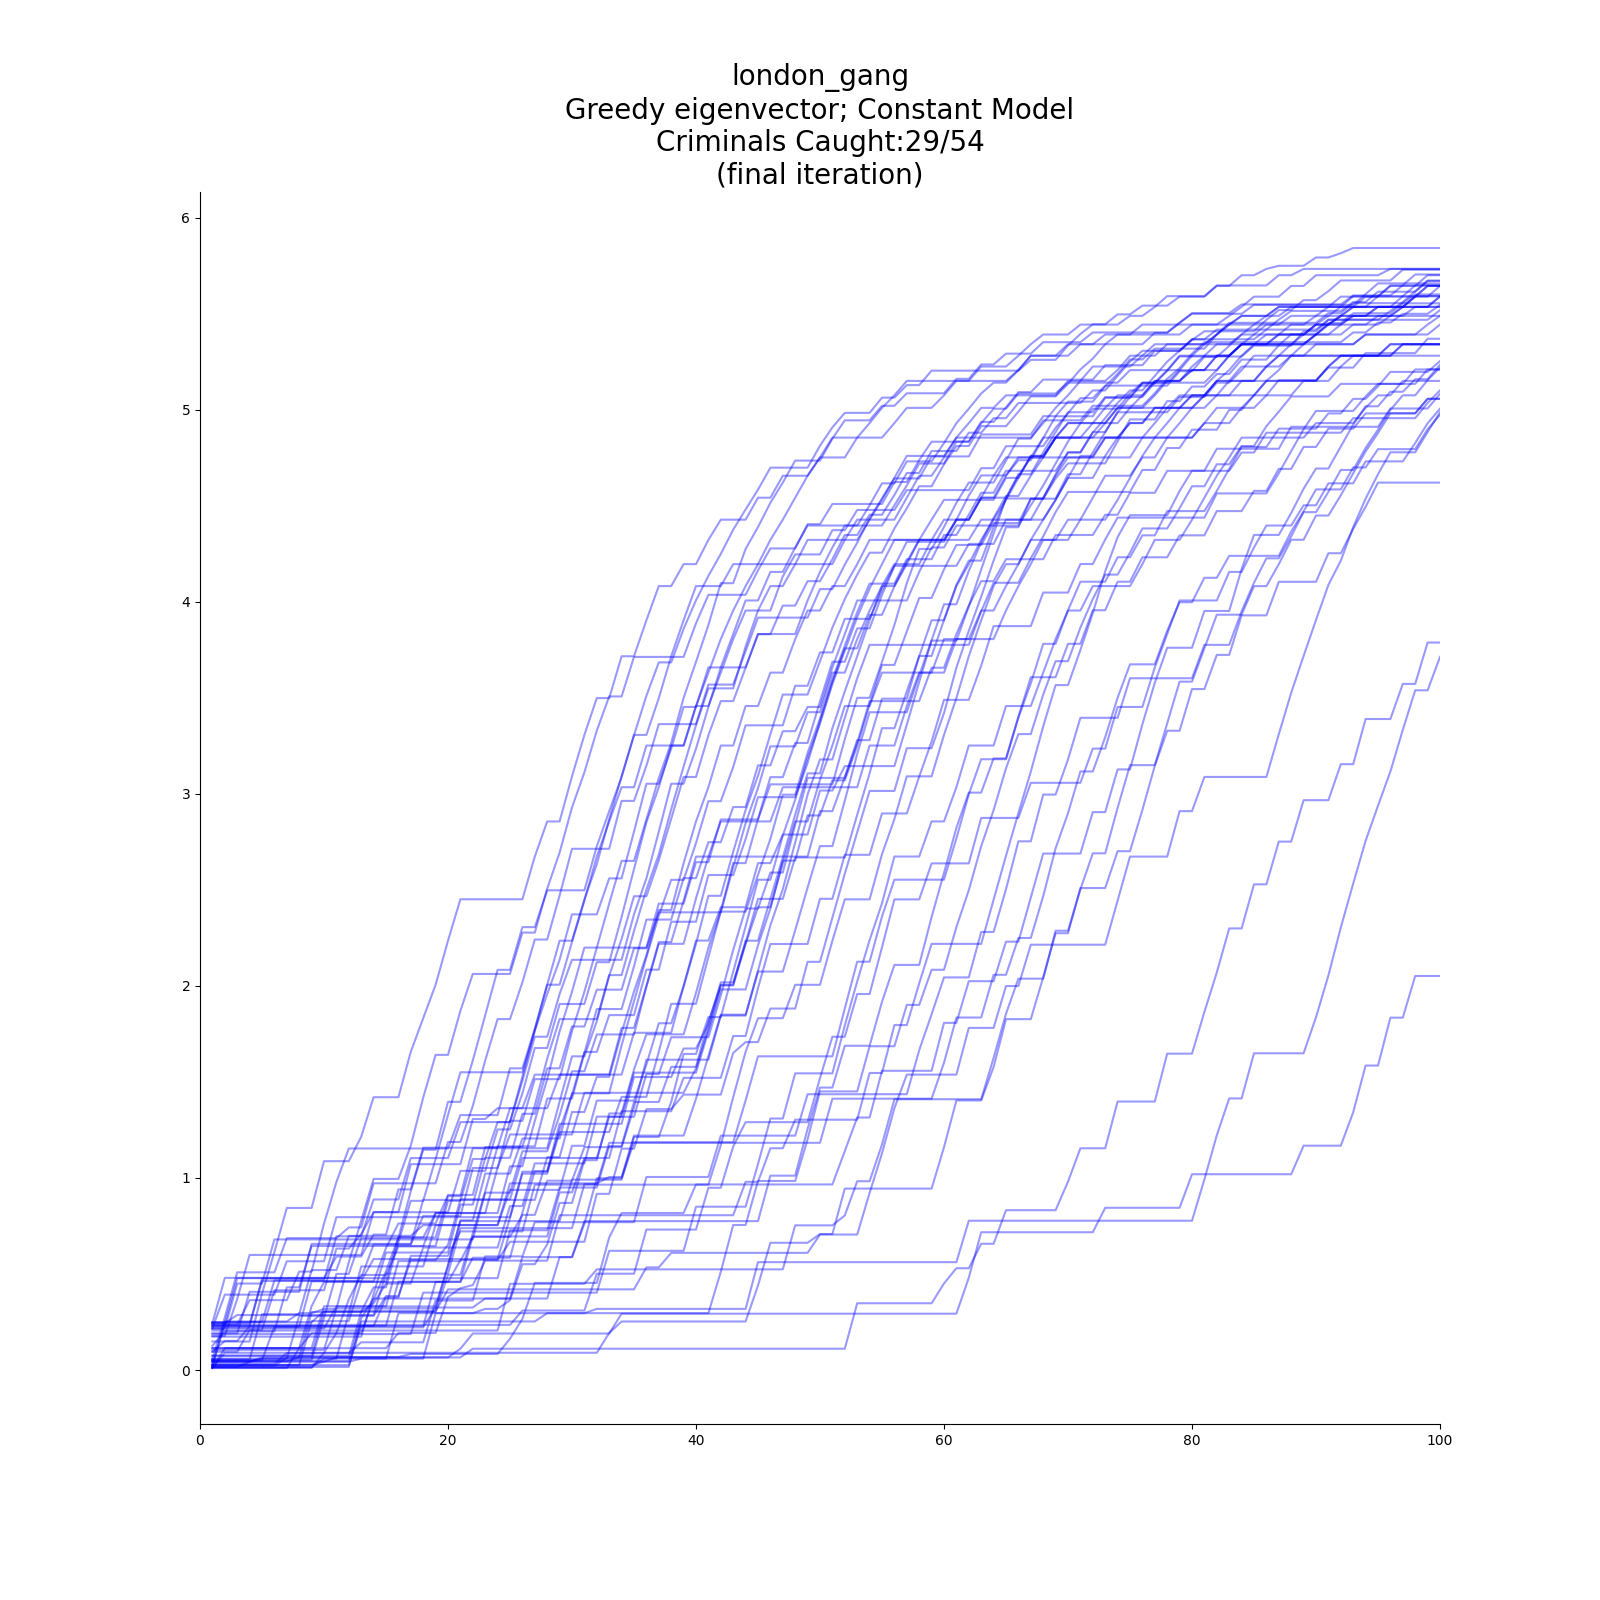 london_gang
Greedy eigenvector; Constant Model
Criminals Caught:29/54
(final iteration)
6
5
4
3
2
1
0
0 20 40 60 80 100